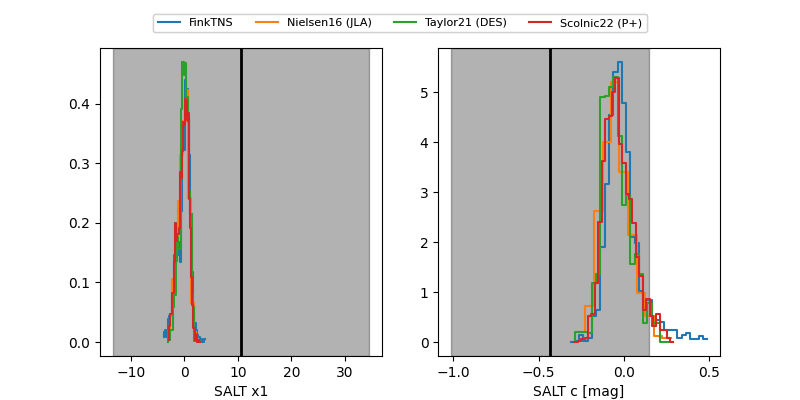 FinkTNS Nielsen16 (JLA) Taylor21 (DES) Scolnic22 (P+)
0.4
0.3
0.2
0.1
0.0
−10 0 10 20 30
SALT x1
5
4
3
2
1
0
−1.0 −0.5 0.0 0.5
SALT c [mag]